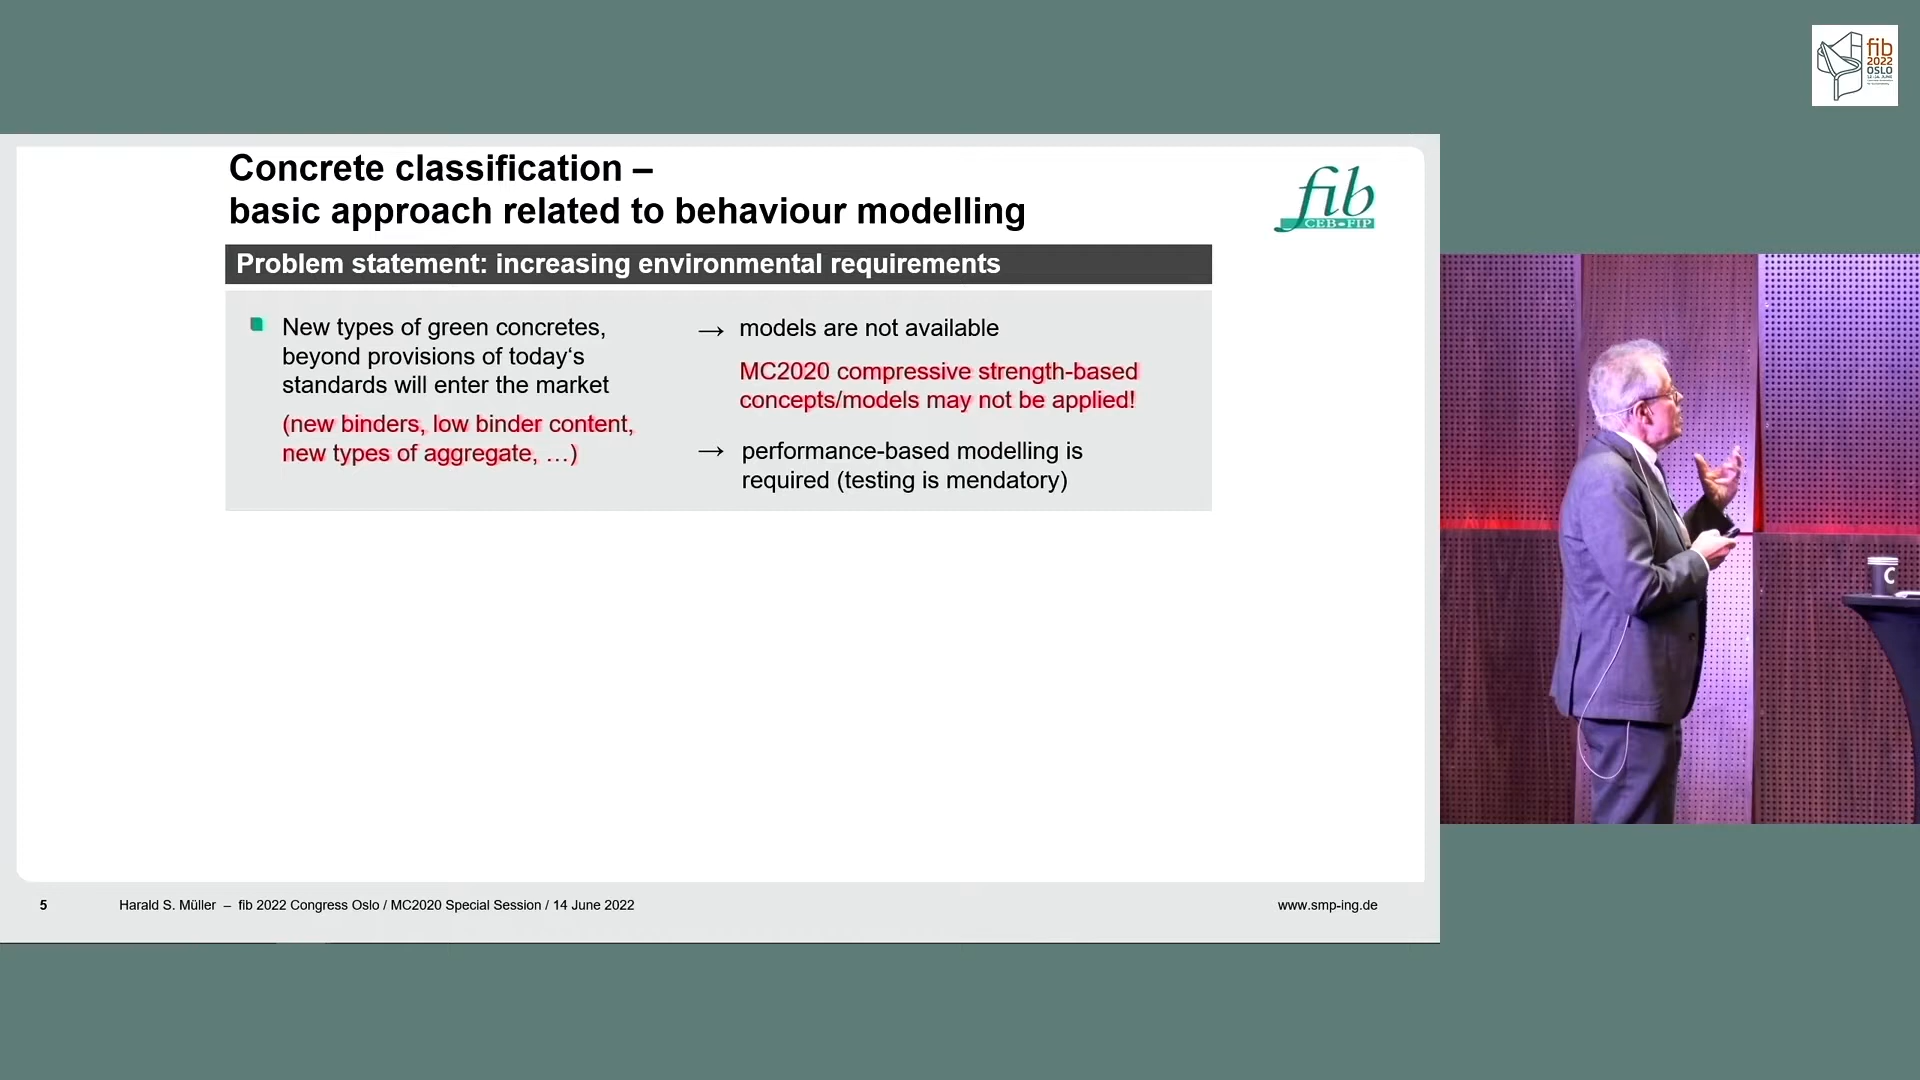 fib
2022
OSLO
Concrete classification –
basic approach related to behaviour modelling
fib
CEB-FIP
Problem statement: increasing environmental requirements
New types of green concretes,
beyond provisions of today‘s
standards will enter the market
(new binders, low binder content,
new types of aggregate, …)
→ models are not available
MC2020 compressive strength-based
concepts/models may not be applied!
→ performance-based modelling is
required (testing is mendatory)
C
5
Harald S. Müller – fib 2022 Congress Oslo / MC2020 Special Session / 14 June 2022
www.smp-ing.de